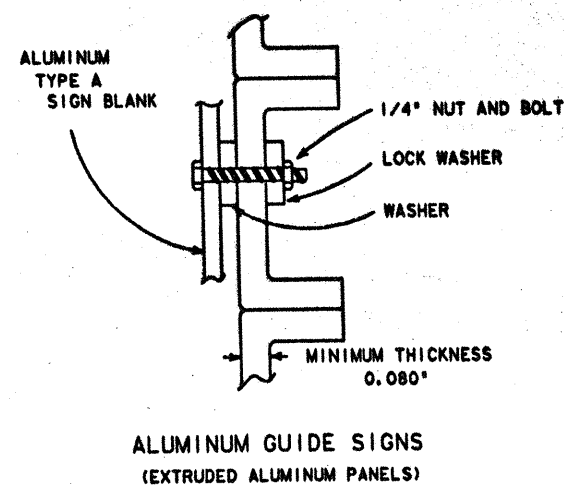 ALUMINUM
TYPE A
SIGN BLANK
1/4" NUT AND BOLT
LOCK WASHER
WASHER
MINIMUM THICKNESS
0.080"
ALUMINUM GUIDE SIGNS
(EXTRUDED ALUMINUM PANELS)